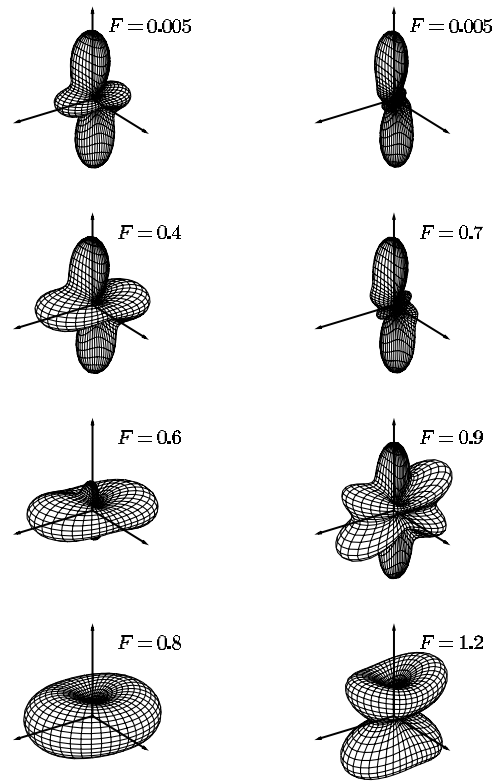 F = 0.005
F = 0.005
F = 0.4
F = 0.7
F = 0.6
F = 0.9
F = 0.8
F = 1.2